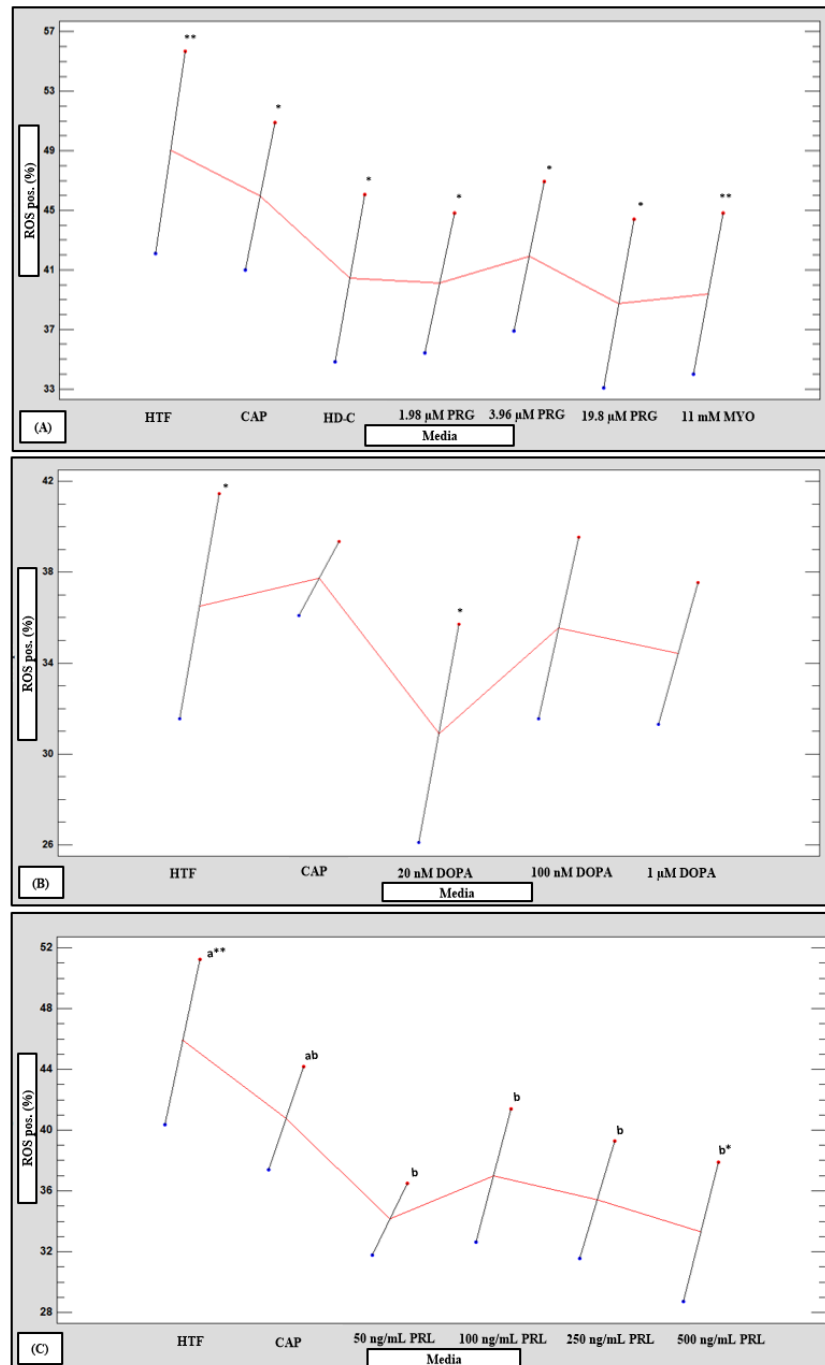 57
**
53
*
ROS pos. (%)
49
*
*
*
*
**
45
41
37
33
HTF CAP HD-C 1.98 µM PRG 3.96 µM PRG 19.8 µM PRG 11 mM MYO
(A)
Media
42
*
38
ROS pos. (%)
*
34
30
26
HTF CAP 20 nM DOPA 100 nM DOPA 1 µM DOPA
(B)
Media
52
a**
48
44
ab
ROS pos. (%)
40
b
b
b
b*
36
32
28
HTF CAP 50 ng/mL PRL 100 ng/mL PRL 250 ng/mL PRL 500 ng/mL PRL
(C)
Media